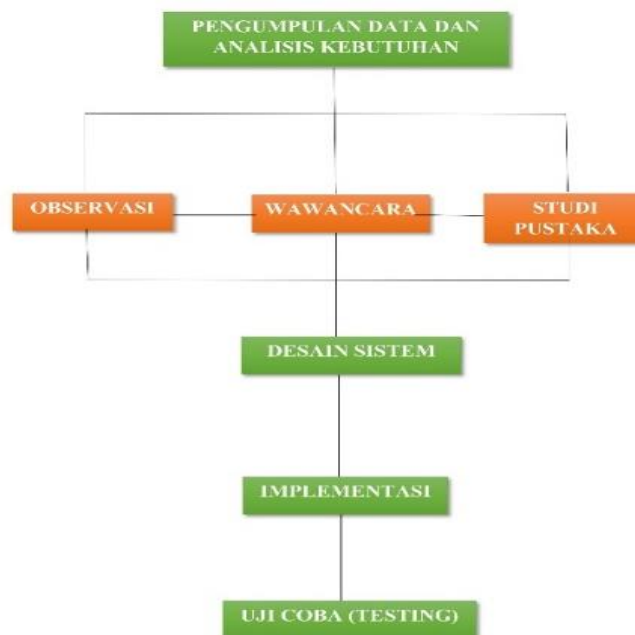 PENGUMPULAN DATA DAN
ANALISIS KEBUTUHAN
OBSERVASI
WAWANCARA
STUDI
PUSTAKA
DESAIN SISTEM
IMPLEMENTASI
UJI COBA (TESTING)